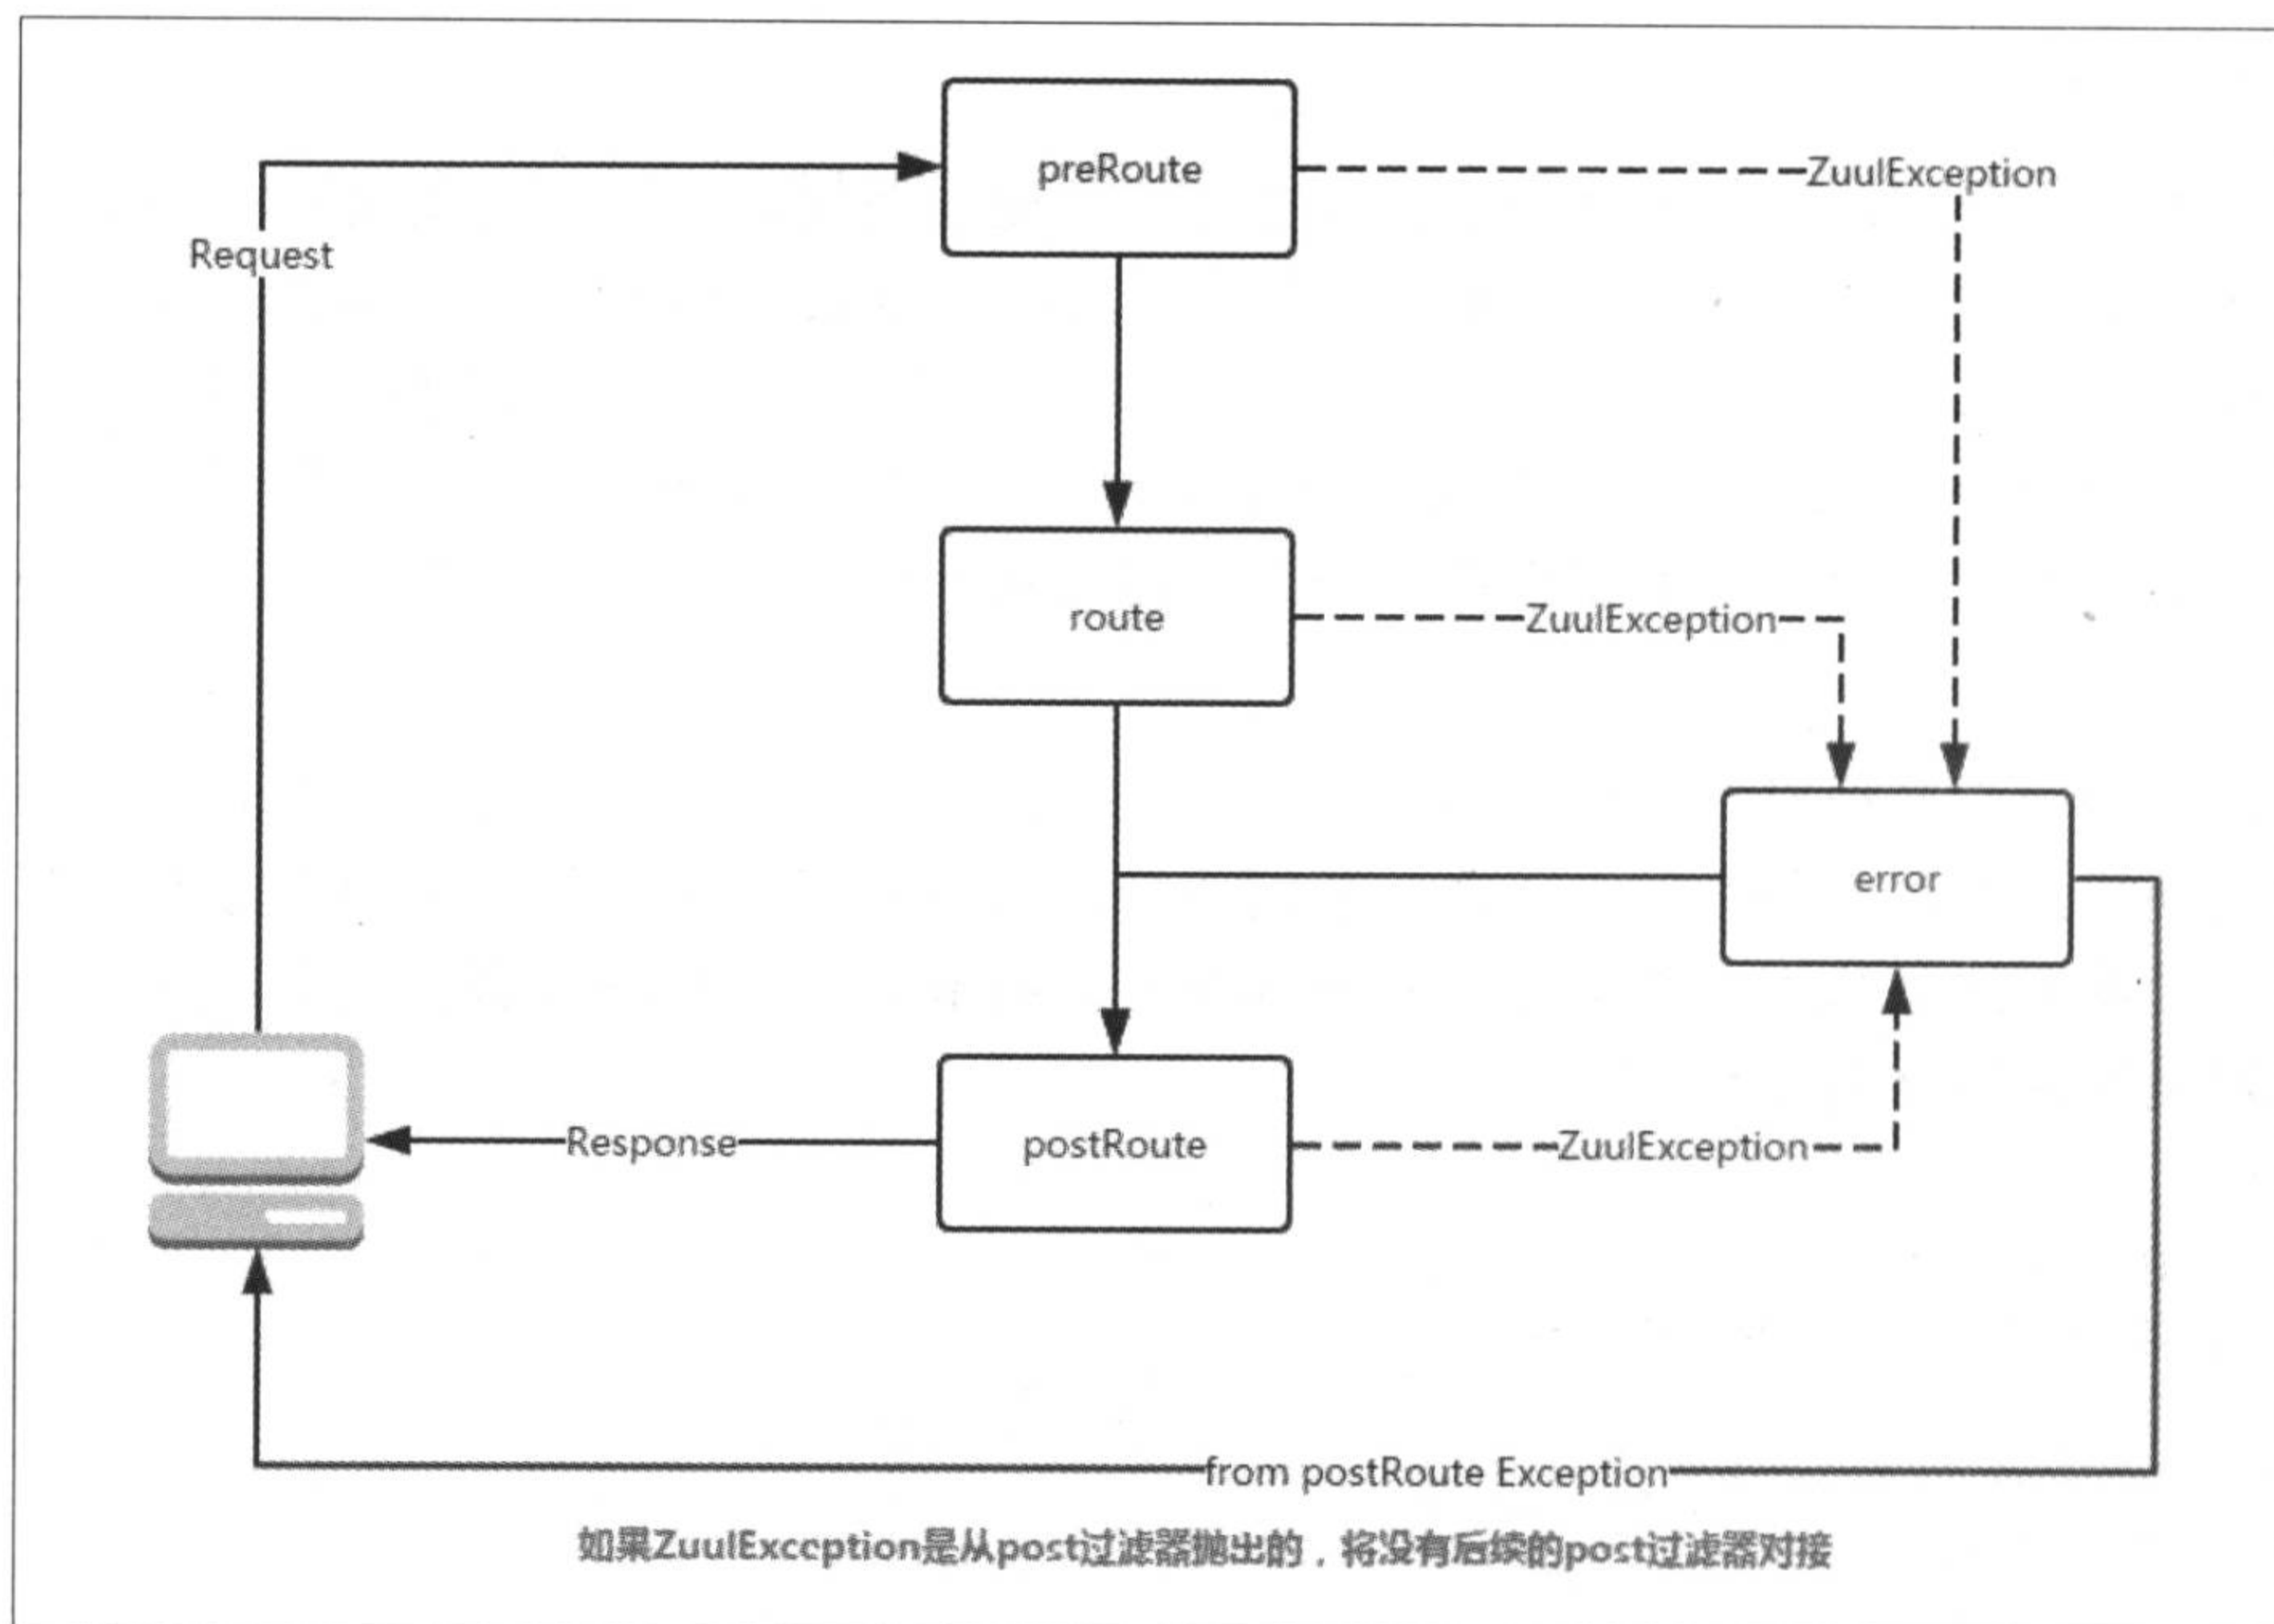 preRoute
ZuulException
Request
route
ZuulException
error
Response
postRoute
ZuulException
from postRoute Exception
如果ZuulException是从post过滤器抛出的，将没有后续的post过滤器对接